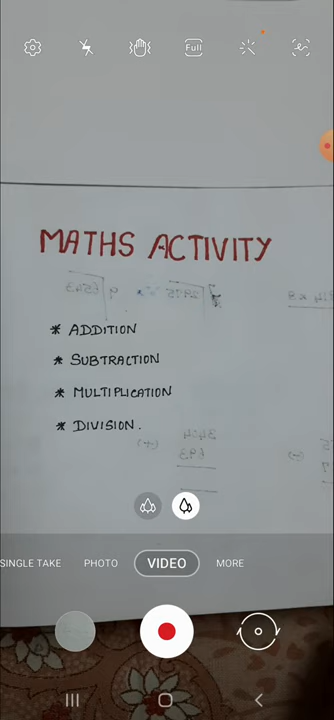 Full
MATHS ACTIVITY
* ADDITION
* SUBTRACTION
* MULTIPLICATION
* DIVISION.
SINGLE TAKE PHOTO VIDEO MORE